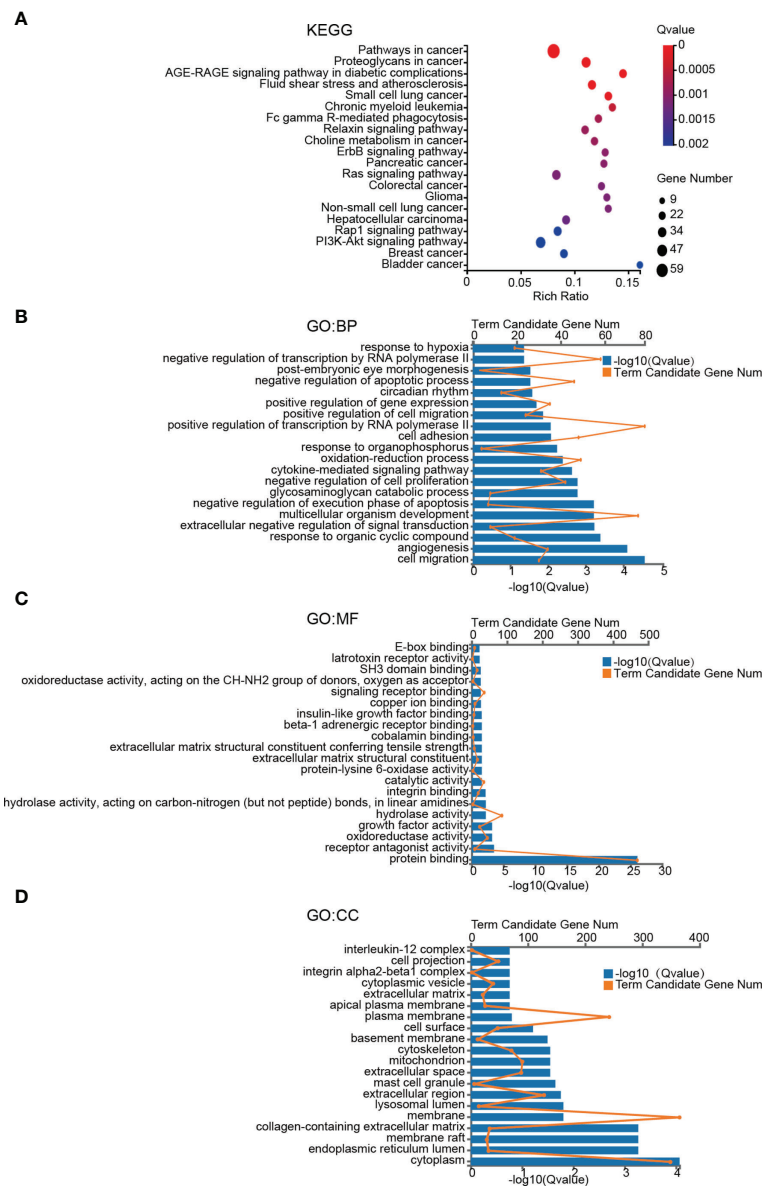 A
KEGG
Pathways in cancer
Proteoglycans in cancer
AGE-RAGE signaling pathway in diabetic complications
Fluid shear stress and atherosclerosis
Small cell lung cancer
Chronic myeloid leukemia
Fc gamma R-mediated phagocytosis
Relaxin signaling pathway
Choline metabolism in cancer
ErbB signaling pathway
Pancreatic cancer
Ras signaling pathway
Colorectal cancer
Glioma
Non-small cell lung cancer
Hepatocellular carcinoma
Rap1 signaling pathway
PI3K-Akt signaling pathway
Breast cancer
Bladder cancer
0 0.05 0.1 0.15
Rich Ratio
Qvalue
0
0.0005
0.001
0.0015
0.002
Gene Number
9
22
34
47
59
B
GO:BP
Term Candidate Gene Num
0 20 40 60 80
response to hypoxia
negative regulation of transcription by RNA polymerase II
post-embryonic eye morphogenesis
negative regulation of apoptotic process
circadian rhythm
positive regulation of gene expression
positive regulation of cell migration
positive regulation of transcription by RNA polymerase II
cell adhesion
response to organophosphorus
oxidation-reduction process
cytokine-mediated signaling pathway
negative regulation of cell proliferation
glycosaminoglycan catabolic process
negative regulation of execution phase of apoptosis
multicellular organism development
extracellular negative regulation of signal transduction
response to organic cyclic compound
angiogenesis
cell migration
-log10(Qvalue)
Term Candidate Gene Num
0 1 2 3 4 5
-log10(Qvalue)
C
GO:MF
Term Candidate Gene Num
0 100 200 300 400 500
E-box binding
latrotoxin receptor activity
SH3 domain binding
oxidoreductase activity, acting on the CH-NH2 group of donors, oxygen as acceptor
signaling receptor binding
copper ion binding
insulin-like growth factor binding
beta-1 adrenergic receptor binding
cobalamin binding
extracellular matrix structural constituent conferring tensile strength
extracellular matrix structural constituent
protein-lysine 6-oxidase activity
catalytic activity
integrin binding
hydrolase activity, acting on carbon-nitrogen (but not peptide) bonds, in linear amidines
hydrolase activity
growth factor activity
oxidoreductase activity
receptor antagonist activity
protein binding
-log10(Qvalue)
Term Candidate Gene Num
0 5 10 15 20 25 30
-log10(Qvalue)
D
GO:CC
Term Candidate Gene Num
0 100 200 300 400
interleukin-12 complex
cell projection
integrin alpha2-beta1 complex
cytoplasmic vesicle
extracellular matrix
apical plasma membrane
plasma membrane
cell surface
basement membrane
cytoskeleton
mitochondrion
extracellular space
mast cell granule
extracellular region
lysosomal lumen
membrane
collagen-containing extracellular matrix
membrane raft
endoplasmic reticulum lumen
cytoplasm
-log10 (Qvalue)
Term Candidate Gene Num
0 1 2 3 4
-log10(Qvalue)